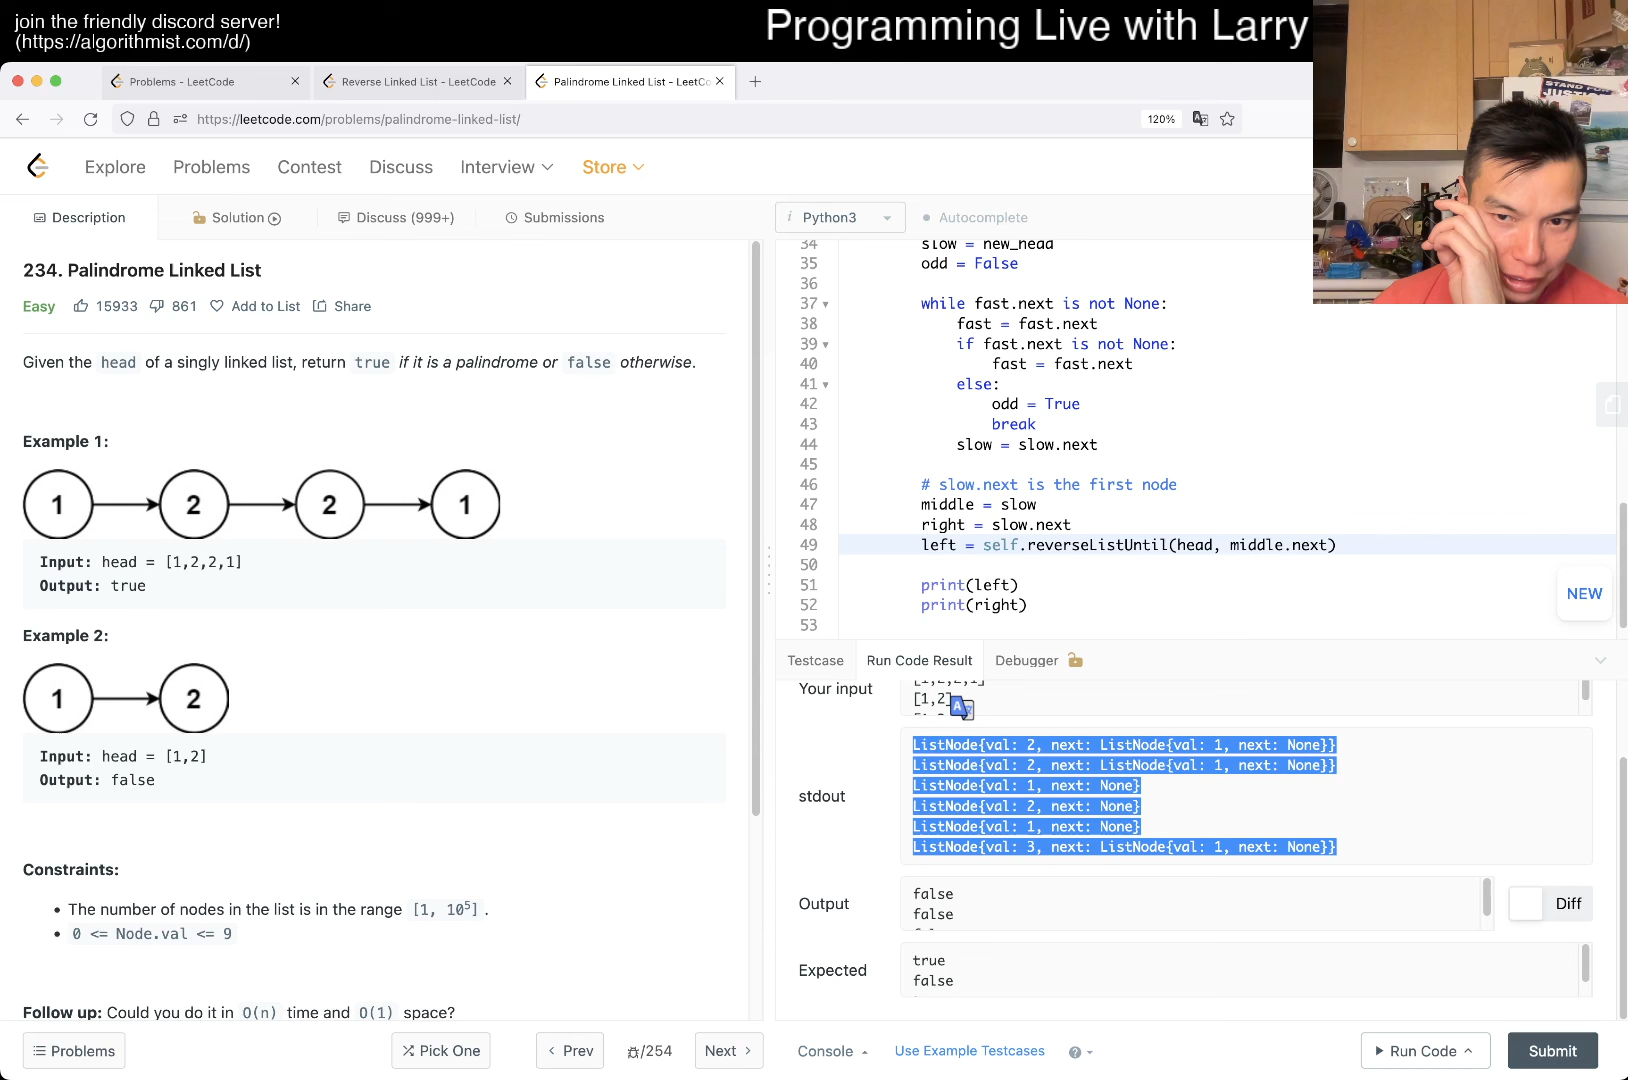 join the friendly discord server!
(https://algorithmist.com/d/)
Programming Live with Larry
Problems - LeetCode
Reverse Linked List - LeetCode
Palindrome Linked List - LeetCo
https://leetcode.com/problems/palindrome-linked-list/
120%
Explore
Problems
Contest
Discuss
Interview
Store
Description
Solution
Discuss (999+)
Submissions
i Python3
Autocomplete
234. Palindrome Linked List
Easy
15933
861
Add to List
Share
Given the head of a singly linked list, return true if it is a palindrome or false otherwise.
Example 1:
1
2
2
1
Input: head = [1,2,2,1]
Output: true
Example 2:
1
2
Input: head = [1,2]
Output: false
Constraints:
• The number of nodes in the list is in the range [1, 10⁵] .
• 0 <= Node.val <= 9
Follow up: Could you do it in O(n) time and O(1) space?
34 slow = new_head
35 odd = False
36
37 while fast.next is not None:
38 fast = fast.next
39 if fast.next is not None:
40 fast = fast.next
41 else:
42 odd = True
43 break
44 slow = slow.next
45
46 # slow.next is the first node
47 middle = slow
48 right = slow.next
49 left = self.reverseListUntil(head, middle.next)
50
51 print(left)
52 print(right)
53
NEW
STAND FOR
Testcase
Run Code Result
Debugger
Your input
[1,2,2,1]
[1,2]
stdout
ListNode{val: 2, next: ListNode{val: 1, next: None}}
ListNode{val: 2, next: ListNode{val: 1, next: None}}
ListNode{val: 1, next: None}
ListNode{val: 2, next: None}
ListNode{val: 1, next: None}
ListNode{val: 3, next: ListNode{val: 1, next: None}}
Output
false
false
Diff
Expected
true
false
Problems
Pick One
Prev
/254
Next
Console
Use Example Testcases
Run Code
Submit